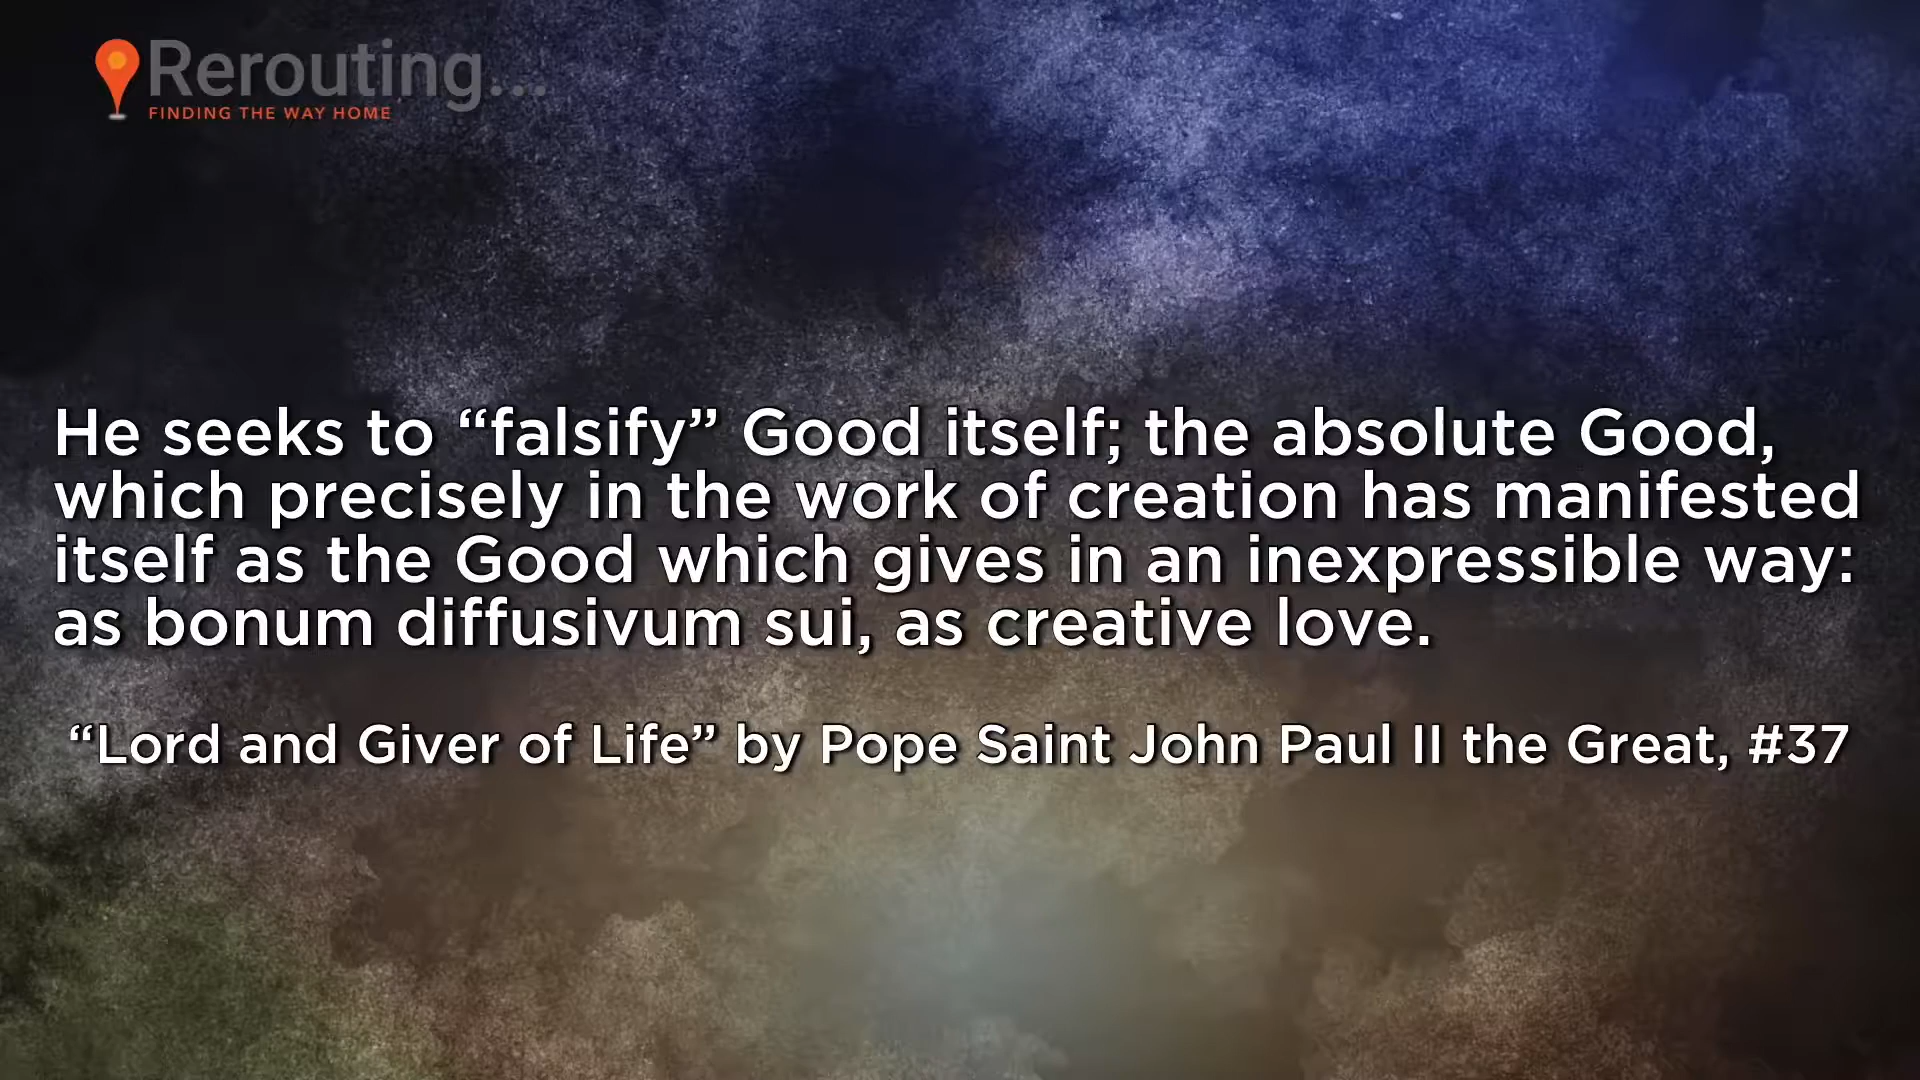 Rerouting...
FINDING THE WAY HOME
He seeks to “falsify” Good itself; the absolute Good,
which precisely in the work of creation has manifested
itself as the Good which gives in an inexpressible way:
as bonum diffusivum sui, as creative love.
“Lord and Giver of Life” by Pope Saint John Paul II the Great, #37